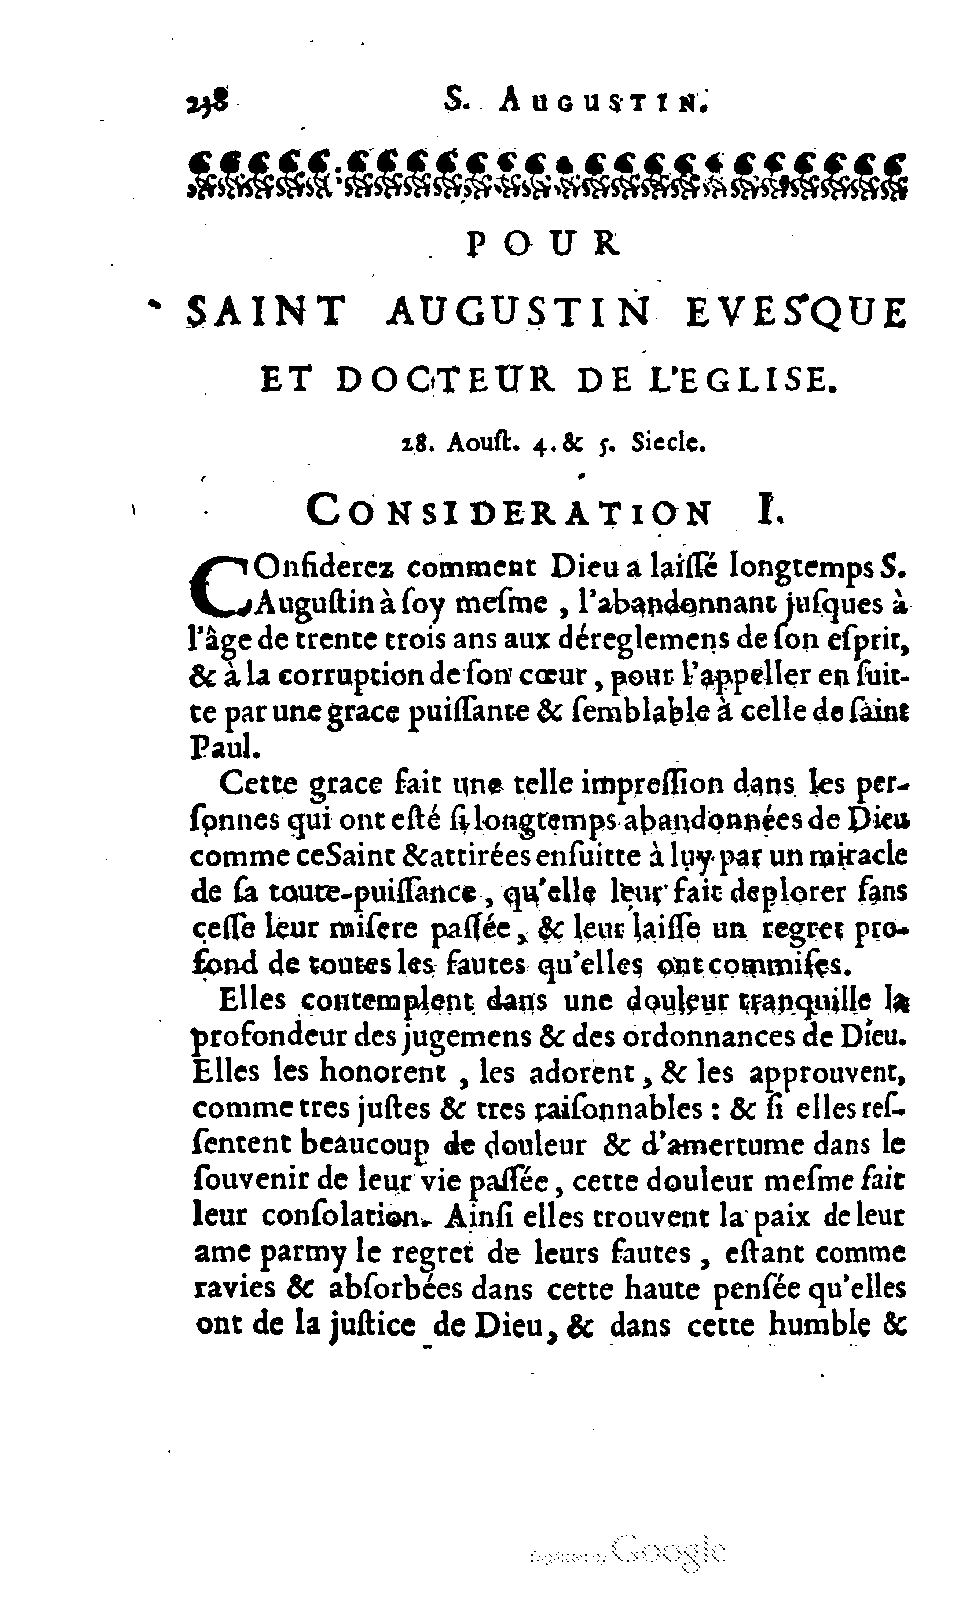 238 S. AUGUSTIN.
POUR
SAINT AUGUSTIN EVESQUE
ET DOCTEUR DE L'EGLISE.
28. Aouſt. 4. & 5. Siecle.
CONSIDERATION I.
COnſiderez comment Dieu a laiſſé longtemps S.
Auguſtin à ſoy meſme, l'abandonnant juſques à
l'âge de trente trois ans aux déreglemens de ſon eſprit,
& à la corruption de ſon cœur, pour l'appeller en ſuit-
te par une grace puiſſante & ſemblable à celle de ſaint
Paul.
Cette grace fait une telle impreſſion dans les per-
ſonnes qui ont eſté ſi longtemps abandonnées de Dieu
comme ce Saint & attirées enſuitte à luy par un miracle
de ſa toute-puiſſance, qu'elle leur fait deplorer ſans
ceſſe leur miſere paſſée, & leur laiſſe un regret pro-
fond de toutes les fautes qu'elles ont commiſes.
Elles contemplent dans une douleur tranquille la
profondeur des jugemens & des ordonnances de Dieu.
Elles les honorent, les adorent, & les approuvent,
comme tres juſtes & tres raiſonnables : & ſi elles reſ-
ſentent beaucoup de douleur & d'amertume dans le
ſouvenir de leur vie paſſée, cette douleur meſme fait
leur conſolation. Ainſi elles trouvent la paix de leur
ame parmy le regret de leurs fautes, eſtant comme
ravies & abſorbées dans cette haute penſée qu'elles
ont de la juſtice de Dieu, & dans cette humble &
Digitized by Google